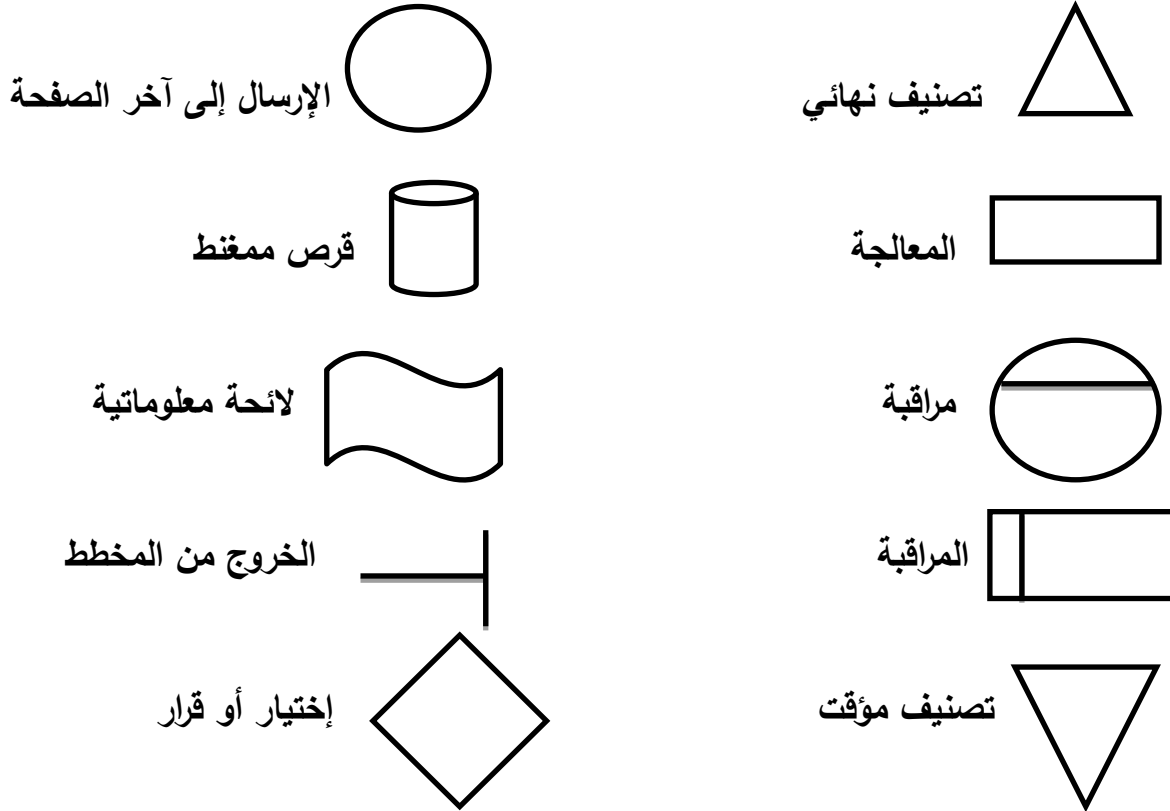 تصنيف نهائي
الإرسال إلى آخر الصفحة
المعالجة
قرص ممغنط
مراقبة
لائحة معلوماتية
المراقبة
الخروج من المخطط
تصنيف مؤقت
إختيار أو قرار